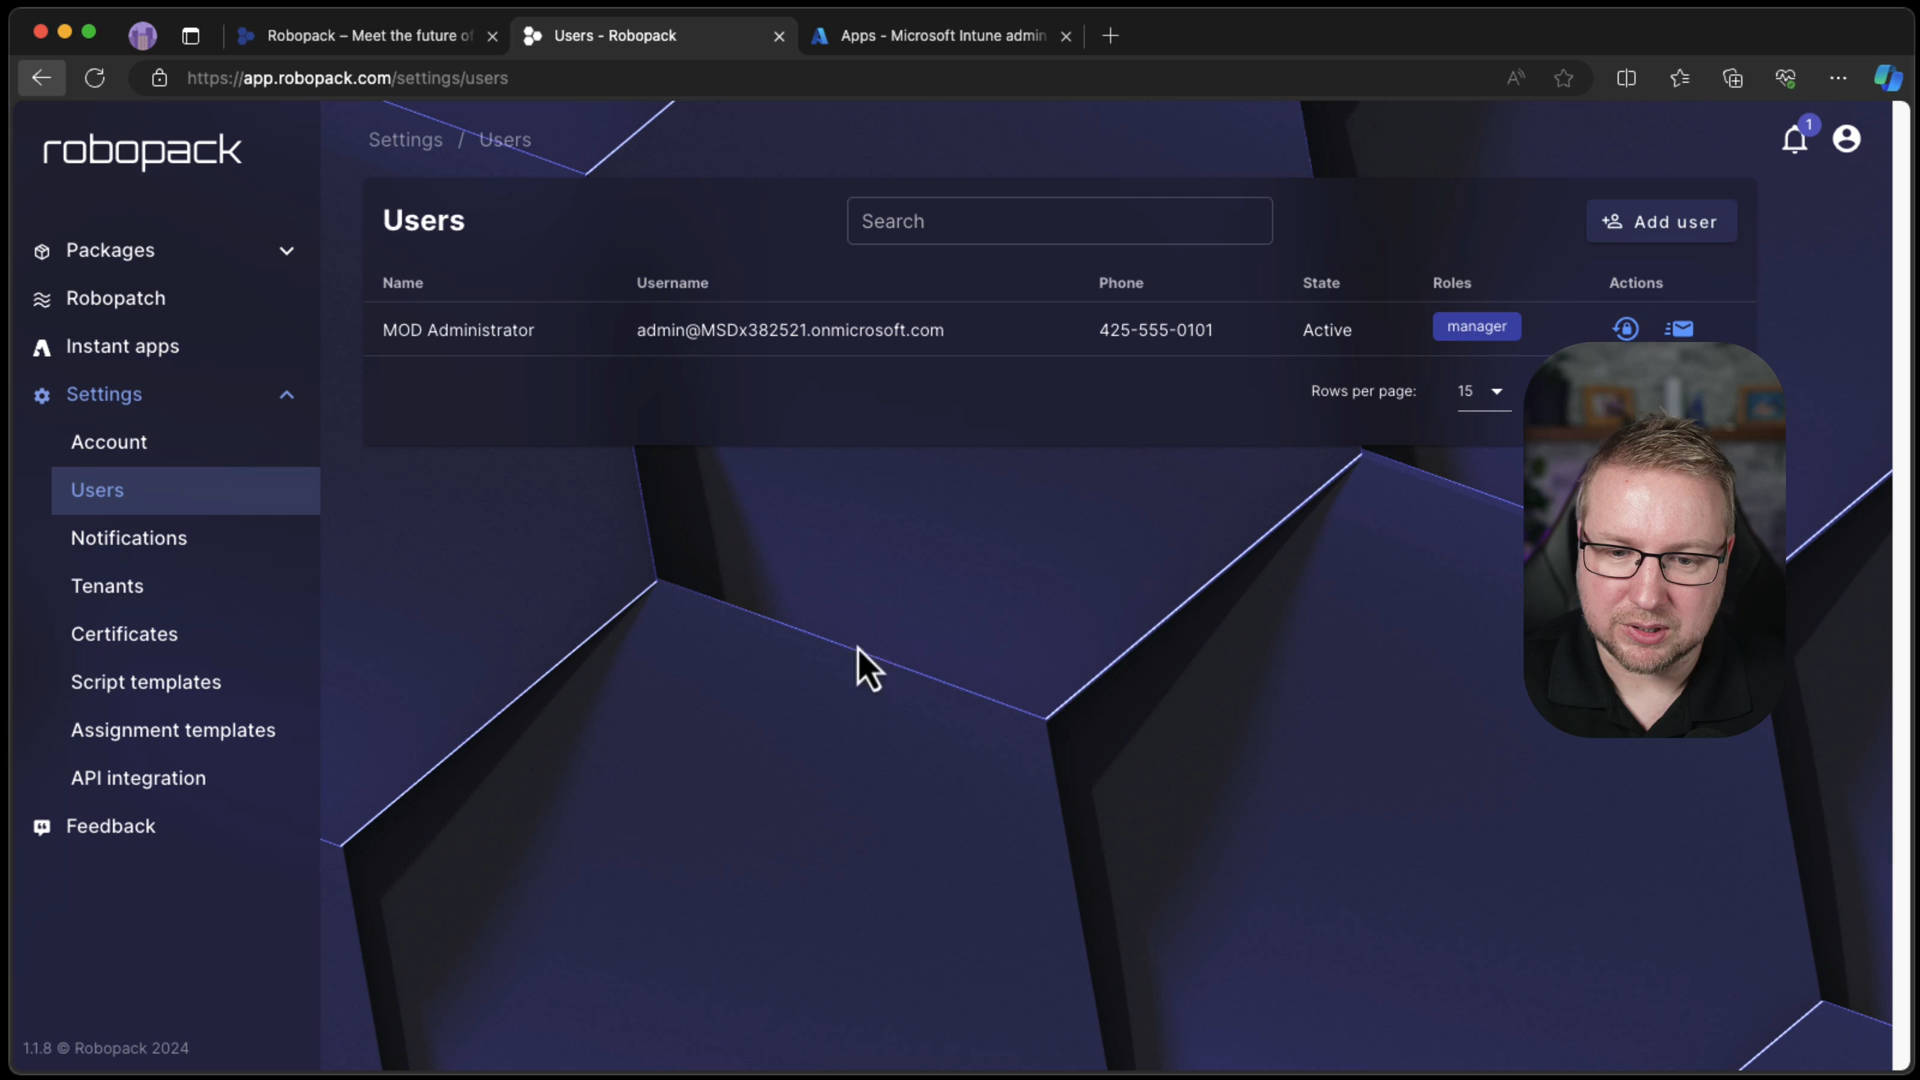 Robopack – Meet the future of
Users - Robopack
Apps - Microsoft Intune admin
https://app.robopack.com/settings/users
robopack
Settings / Users
1
Packages
Robopatch
Instant apps
Settings
Account
Users
Notifications
Tenants
Certificates
Script templates
Assignment templates
API integration
Feedback
1.1.8 © Robopack 2024
Users
Search
Add user
Name Username Phone State Roles Actions
MOD Administrator admin@MSDx382521.onmicrosoft.com 425-555-0101 Active manager
Rows per page: 15